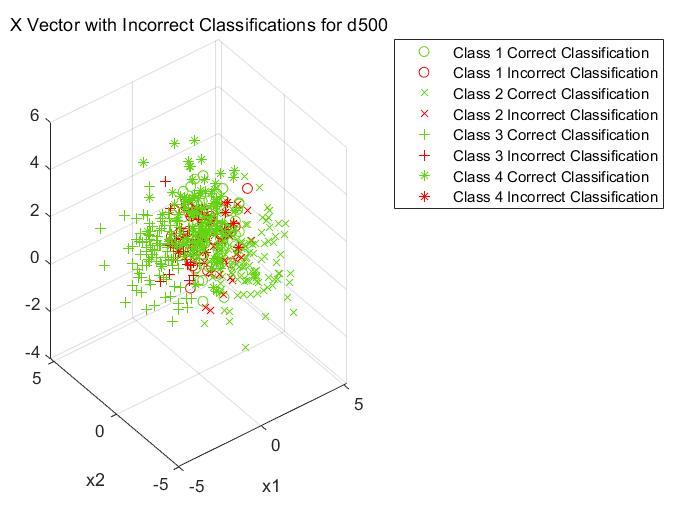 X Vector with Incorrect Classifications for d500
Class 1 Correct Classification
Class 1 Incorrect Classification
Class 2 Correct Classification
Class 2 Incorrect Classification
Class 3 Correct Classification
Class 3 Incorrect Classification
Class 4 Correct Classification
Class 4 Incorrect Classification
6
4
2
0
-2
-4
5
0
-5
x2
-5
0
5
x1